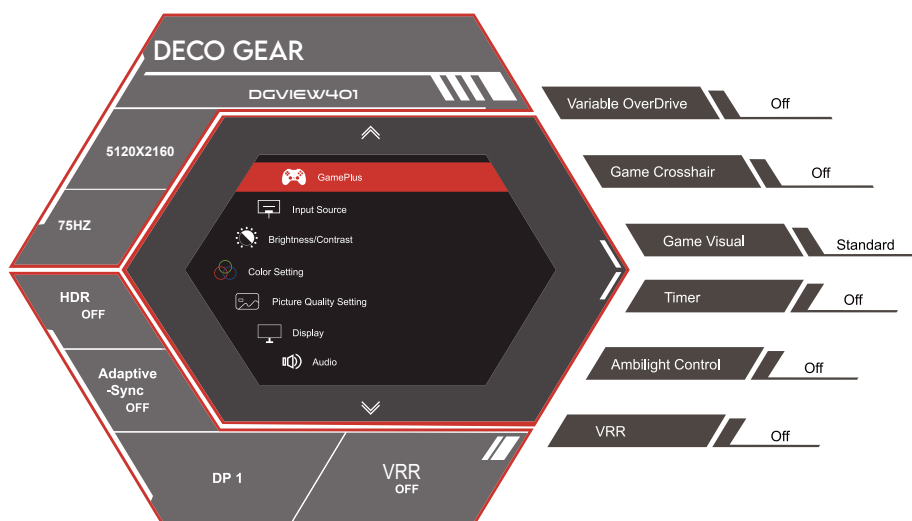 DECO GEAR
DGVIEW401
5120X2160
75HZ
HDR
OFF
Adaptive
-Sync
OFF
DP 1
VRR
OFF
GamePlus
Input Source
Brightness/Contrast
Color Setting
Picture Quality Setting
Display
Audio
Variable OverDrive Off
Game Crosshair Off
Game Visual Standard
Timer Off
Ambilight Control Off
VRR Off